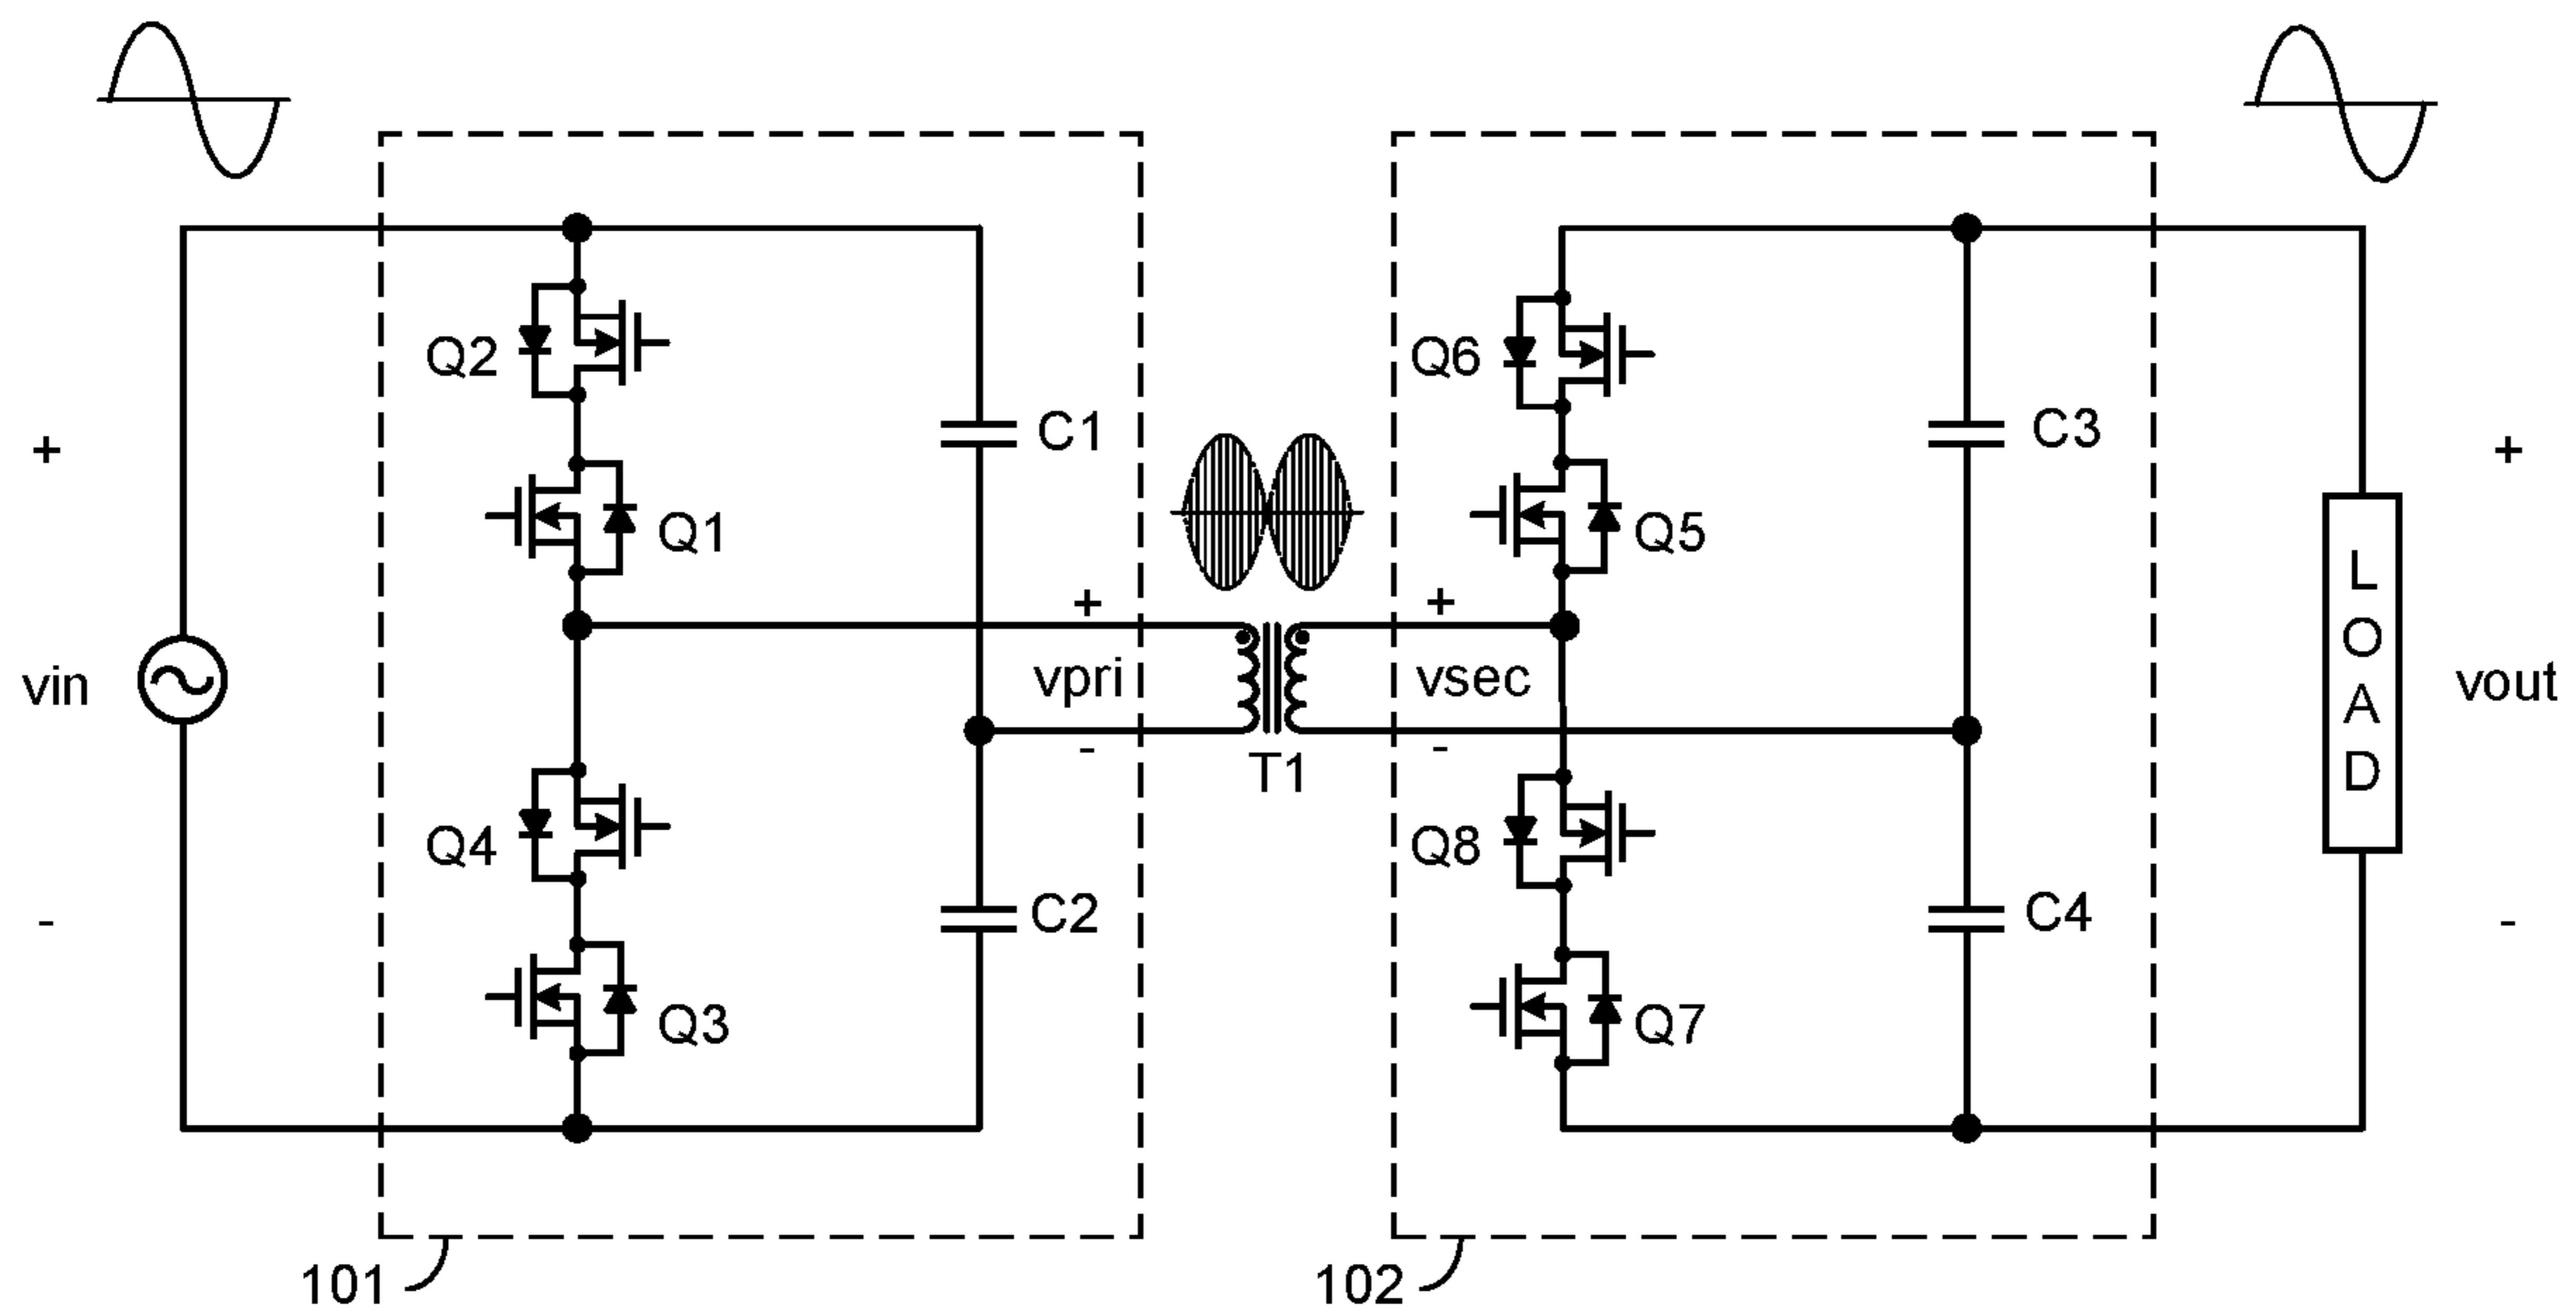 Q2
Q6
+
C1
C3
+
Q1
Q5
+
+
vin
vpri
vsec
LOAD
vout
-
-
T1
Q4
Q8
-
C2
C4
-
Q3
Q7
101
102